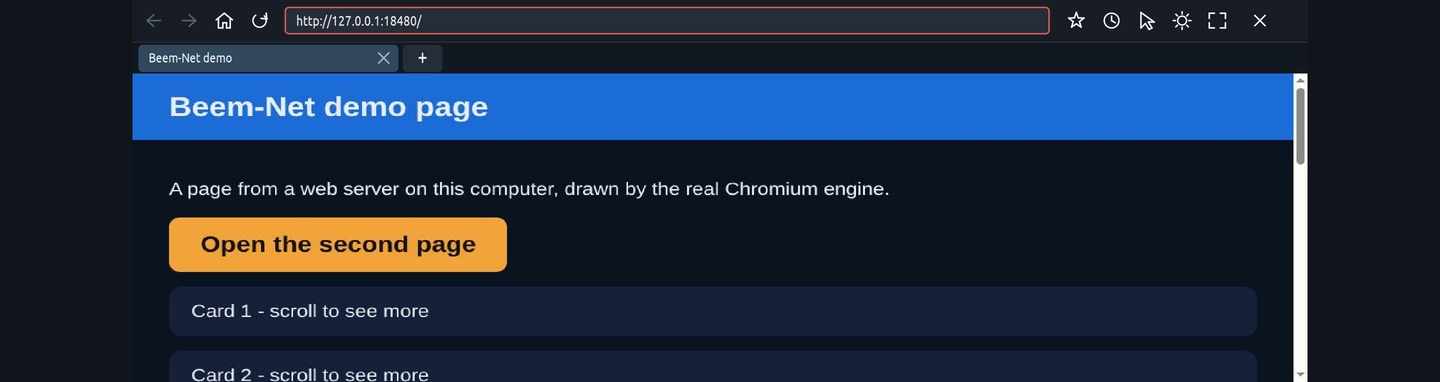 http://127.0.0.1:18480/
Beem-Net demo
+
Beem-Net demo page
A page from a web server on this computer, drawn by the real Chromium engine.
Open the second page
Card 1 - scroll to see more
Card 2 - scroll to see more